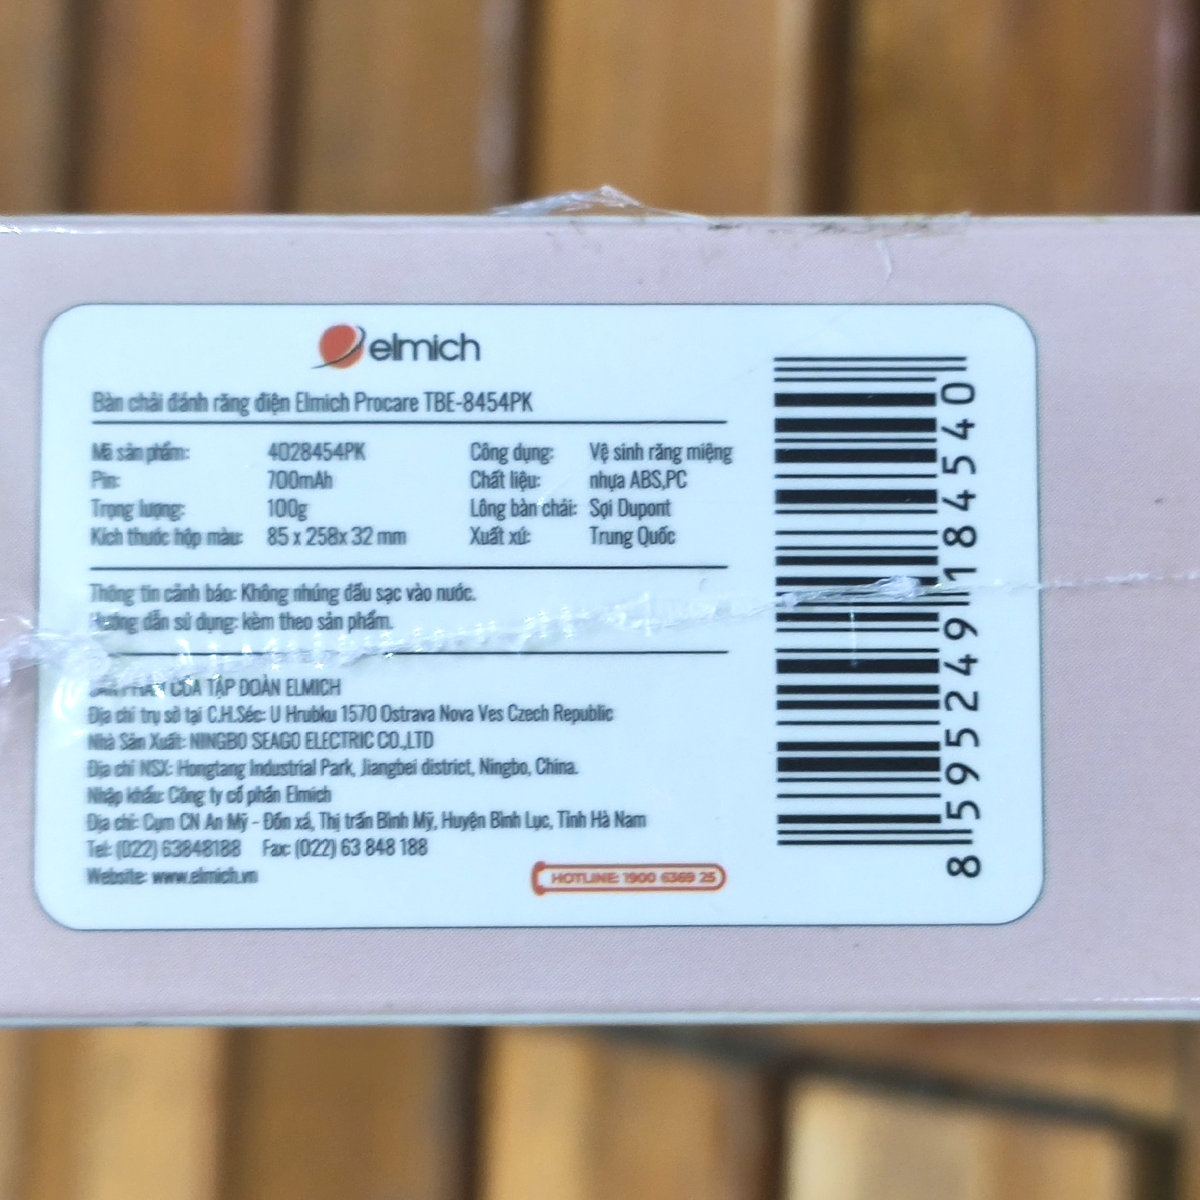 elmich
Bàn chải đánh răng điện Elmich Procare TBE-8454PK
Mã sản phẩm: 4028454PK Công dụng: Vệ sinh răng miệng
Pin: 700mAh Chất liệu: nhựa ABS,PC
Trọng lượng: 100g Lông bàn chải: Sợi Dupont
Kích thước hộp màu: 85 x 258x 32 mm Xuất xứ: Trung Quốc
Thông tin cảnh báo: Không nhúng đầu sạc vào nước.
Hướng dẫn sử dụng: kèm theo sản phẩm.
CỦA TẬP ĐOÀN ELMICH
Địa chỉ trụ sở tại C.H.Séc: U Hrubku 1570 Ostrava Nova Ves Czech Republic
Nhà Sản Xuất: NINGBO SEAGO ELECTRIC CO.,LTD
Địa chỉ NSX: Hongtang Industrial Park, Jiangbei district, Ningbo, China.
Nhập khẩu: Công ty cổ phần Elmich
Địa chỉ: Cụm CN An Mỹ - Đồn xá, Thị trấn Bình Mỹ, Huyện Bình Lục, Tỉnh Hà Nam
Tel: (022) 63848188 Fax: (022) 63 848 188
Website: www.elmich.vn
HOTLINE: 1900 6369 25
8 595249 184540